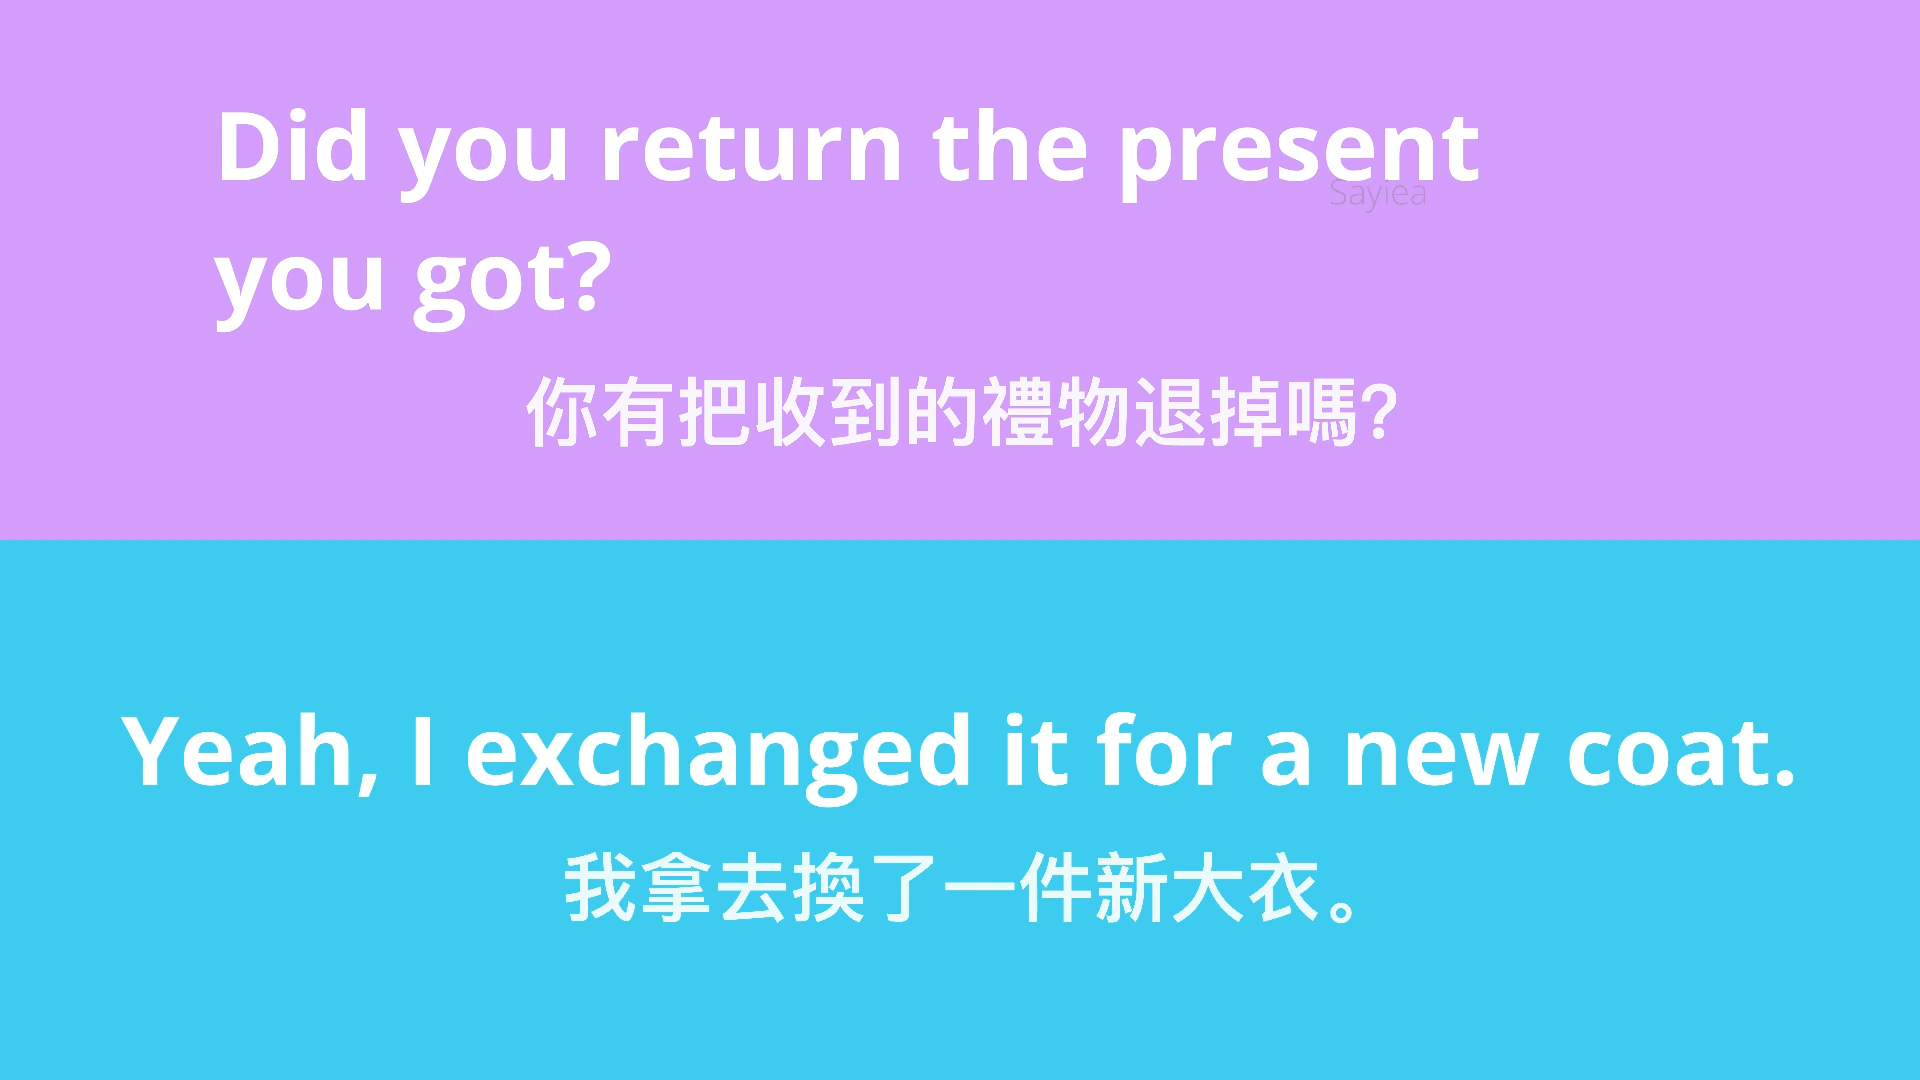 Did you return the present
Sayiea
you got?
你有把收到的禮物退掉嗎?
Yeah, I exchanged it for a new coat.
我拿去換了一件新大衣。